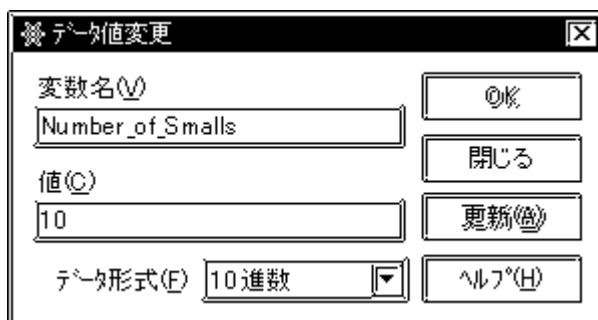 ﾃﾞｰﾀ値変更
変数名(V)
Number_of_Smalls
値(C)
10
ﾃﾞｰﾀ形式(F) 10進数
OK
閉じる
更新(A)
ﾍﾙﾌﾟ(H)